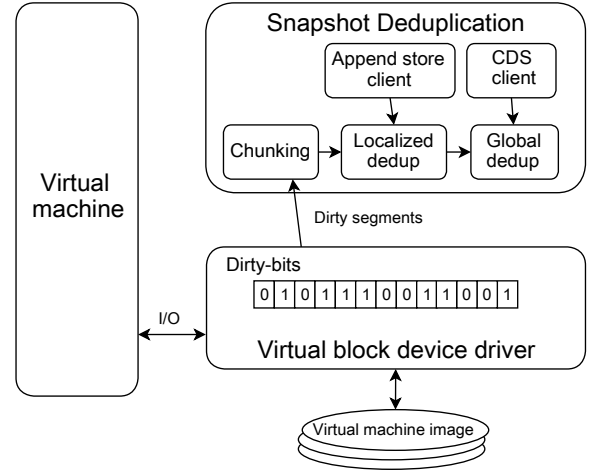 Snapshot Deduplication
Append store
client
CDS
client
Chunking
Localized
dedup
Global
dedup
Virtual
machine
Dirty segments
Dirty-bits
0 1 0 1 1 1 0 0 1 1 0 0 1
I/O
Virtual block device driver
Virtual machine image